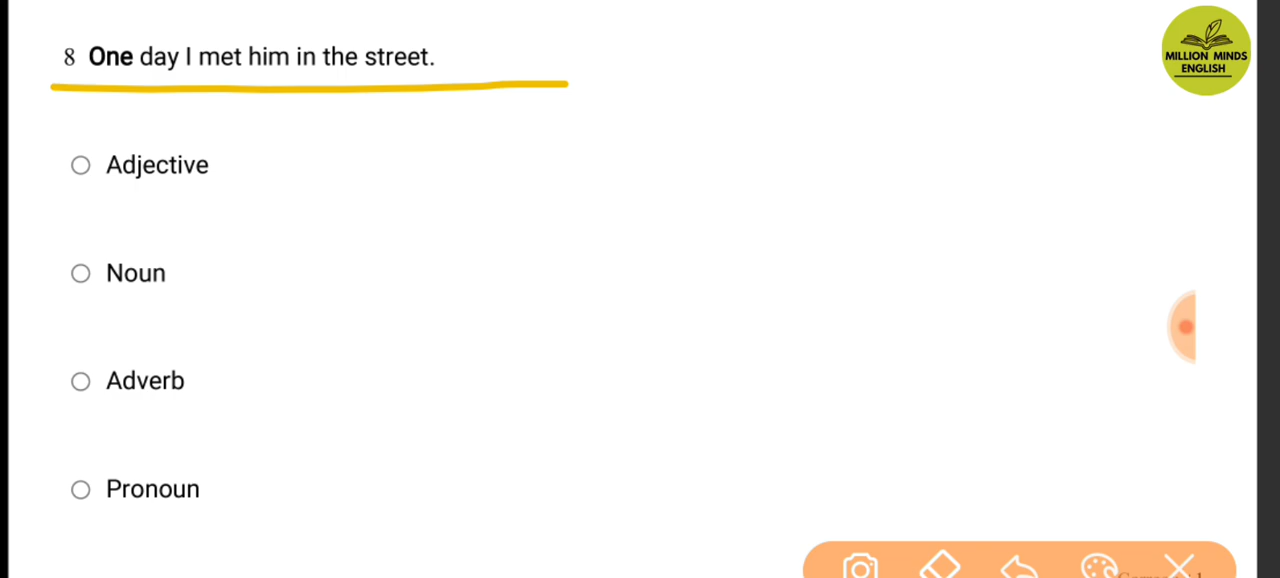 8 One day I met him in the street.
MILLION MINDS
ENGLISH
Adjective
Noun
Adverb
Pronoun